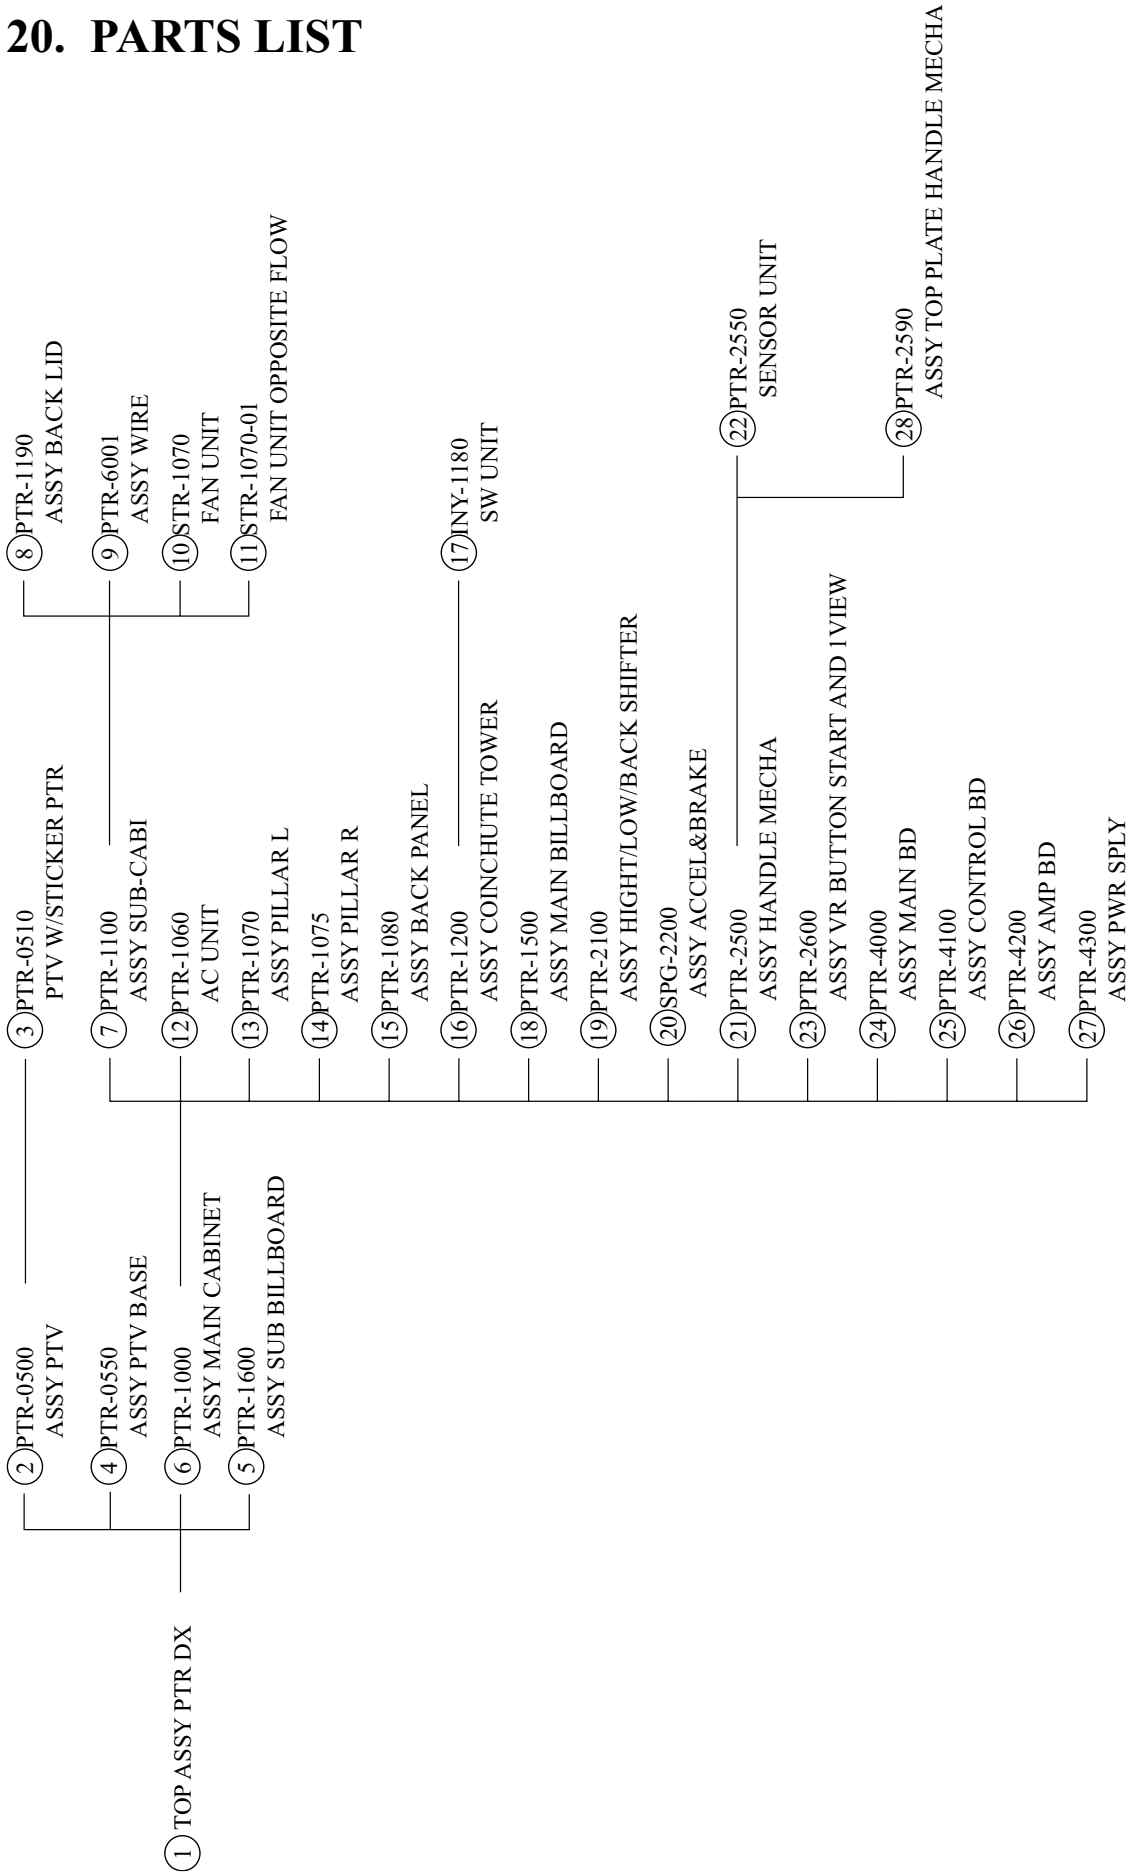 20. PARTS LIST
1 TOP ASSY PTR DX
2 PTR-0500
ASSY PTV
4 PTR-0550
ASSY PTV BASE
6 PTR-1000
ASSY MAIN CABINET
5 PTR-1600
ASSY SUB BILLBOARD
3 PTR-0510
PTV W/STICKER PTR
7 PTR-1100
ASSY SUB-CABI
12 PTR-1060
AC UNIT
13 PTR-1070
ASSY PILLAR L
14 PTR-1075
ASSY PILLAR R
15 PTR-1080
ASSY BACK PANEL
16 PTR-1200
ASSY COINCHUTE TOWER
18 PTR-1500
ASSY MAIN BILLBOARD
19 PTR-2100
ASSY HIGHT/LOW/BACK SHIFTER
20 SPG-2200
ASSY ACCEL&BRAKE
21 PTR-2500
ASSY HANDLE MECHA
23 PTR-2600
ASSY VR BUTTON START AND 1VIEW
24 PTR-4000
ASSY MAIN BD
25 PTR-4100
ASSY CONTROL BD
26 PTR-4200
ASSY AMP BD
27 PTR-4300
ASSY PWR SPLY
8 PTR-1190
ASSY BACK LID
9 PTR-6001
ASSY WIRE
10 STR-1070
FAN UNIT
11 STR-1070-01
FAN UNIT OPPOSITE FLOW
17 INY-1180
SW UNIT
22 PTR-2550
SENSOR UNIT
28 PTR-2590
ASSY TOP PLATE HANDLE MECHA